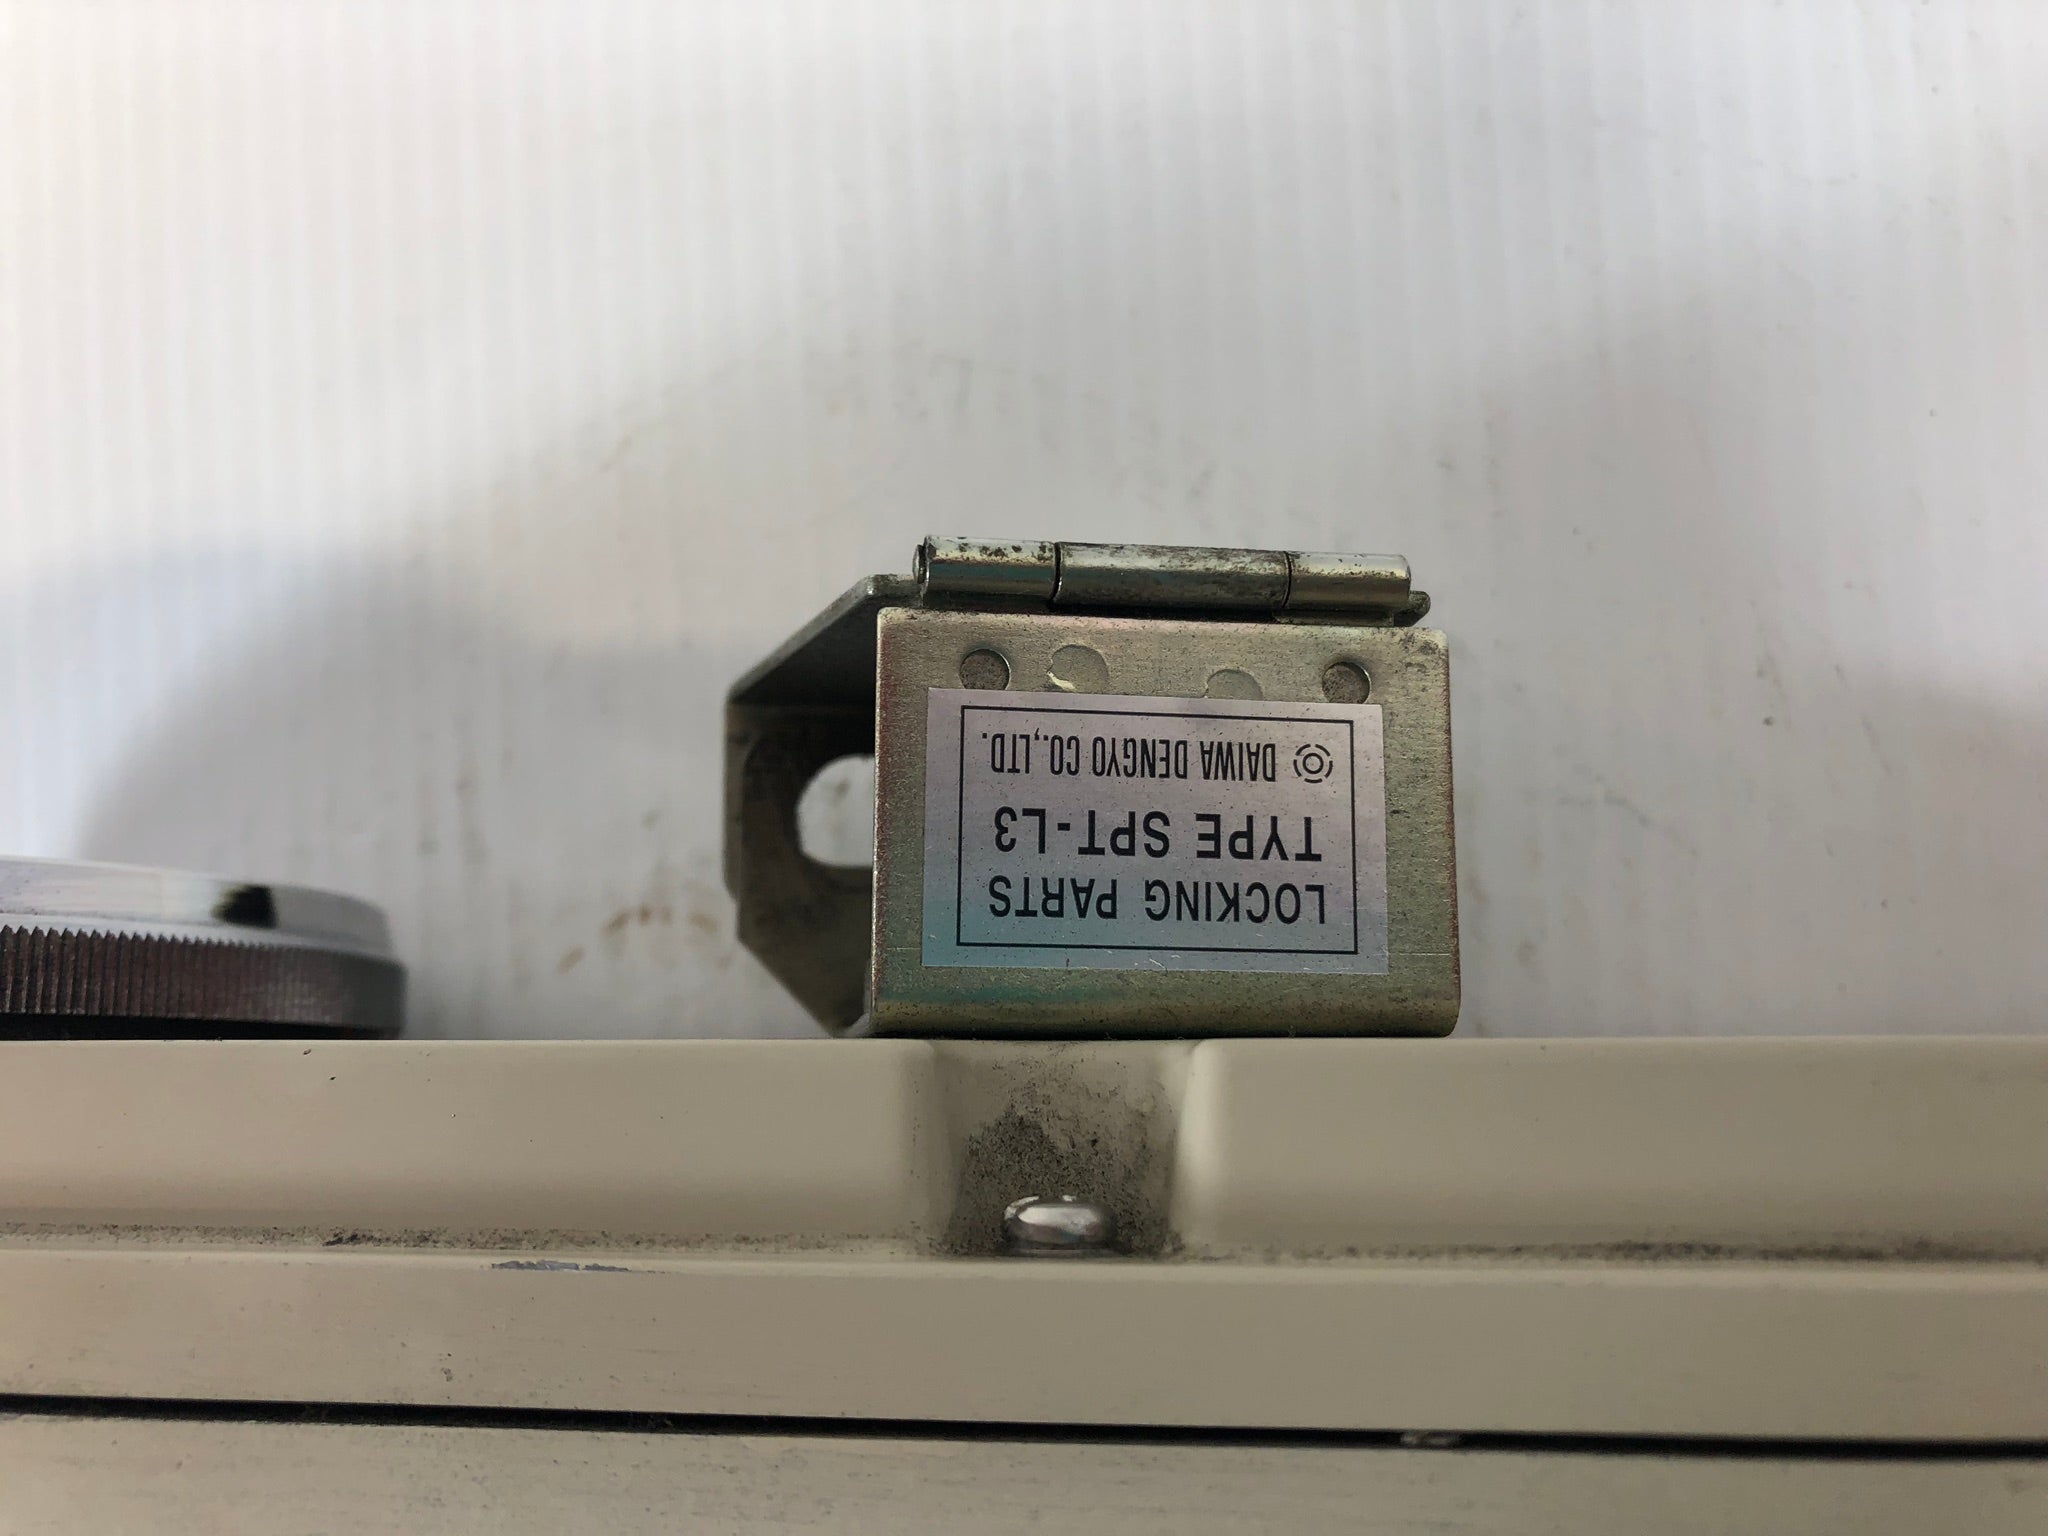 LOCKING PARTS
TYPE SPT-L3
DAIWA DENGYO CO.,LTD.